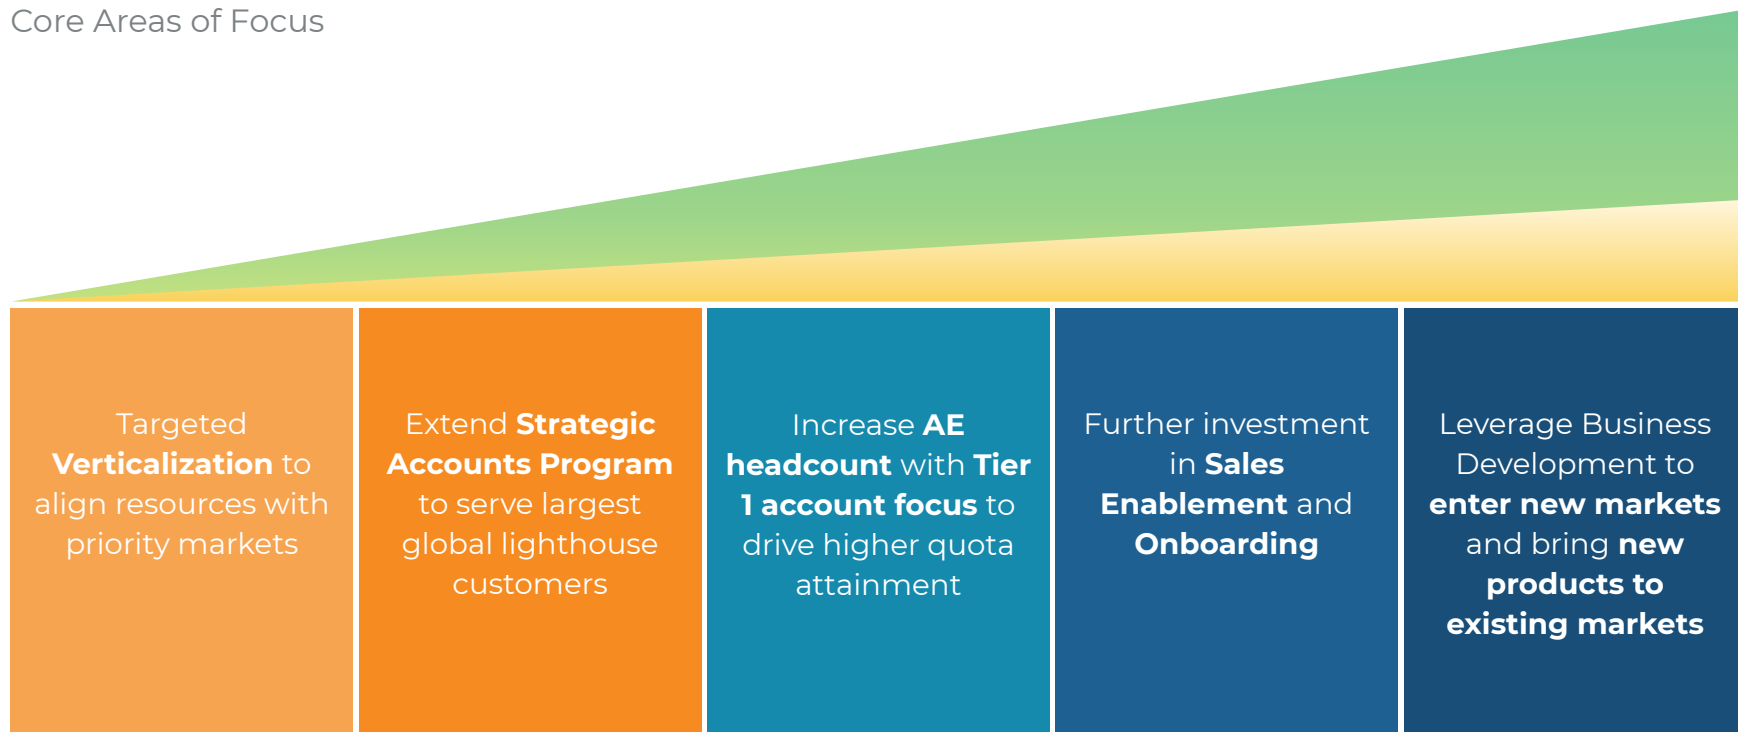 Core Areas of Focus
Targeted
Verticalization to
align resources with
priority markets
Extend Strategic
Accounts Program
to serve largest
global lighthouse
customers
Increase AE
headcount with Tier
1 account focus to
drive higher quota
attainment
Further investment
in Sales
Enablement and
Onboarding
Leverage Business
Development to
enter new markets
and bring new
products to
existing markets